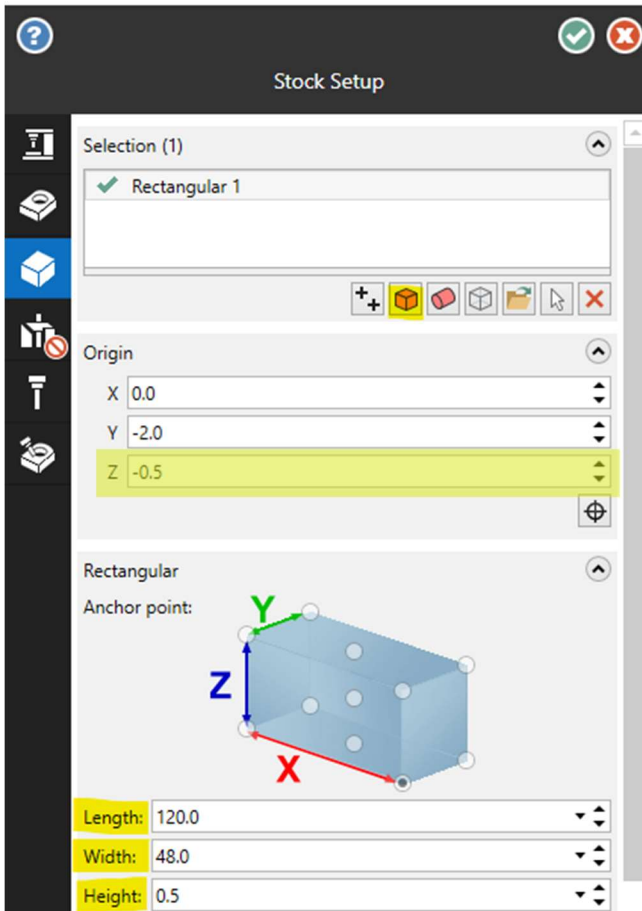 ?
Stock Setup
Selection (1)
Rectangular 1
Origin
X 0.0
Y -2.0
Z -0.5
Rectangular
Anchor point:
Y
Z
X
Length: 120.0
Width: 48.0
Height: 0.5